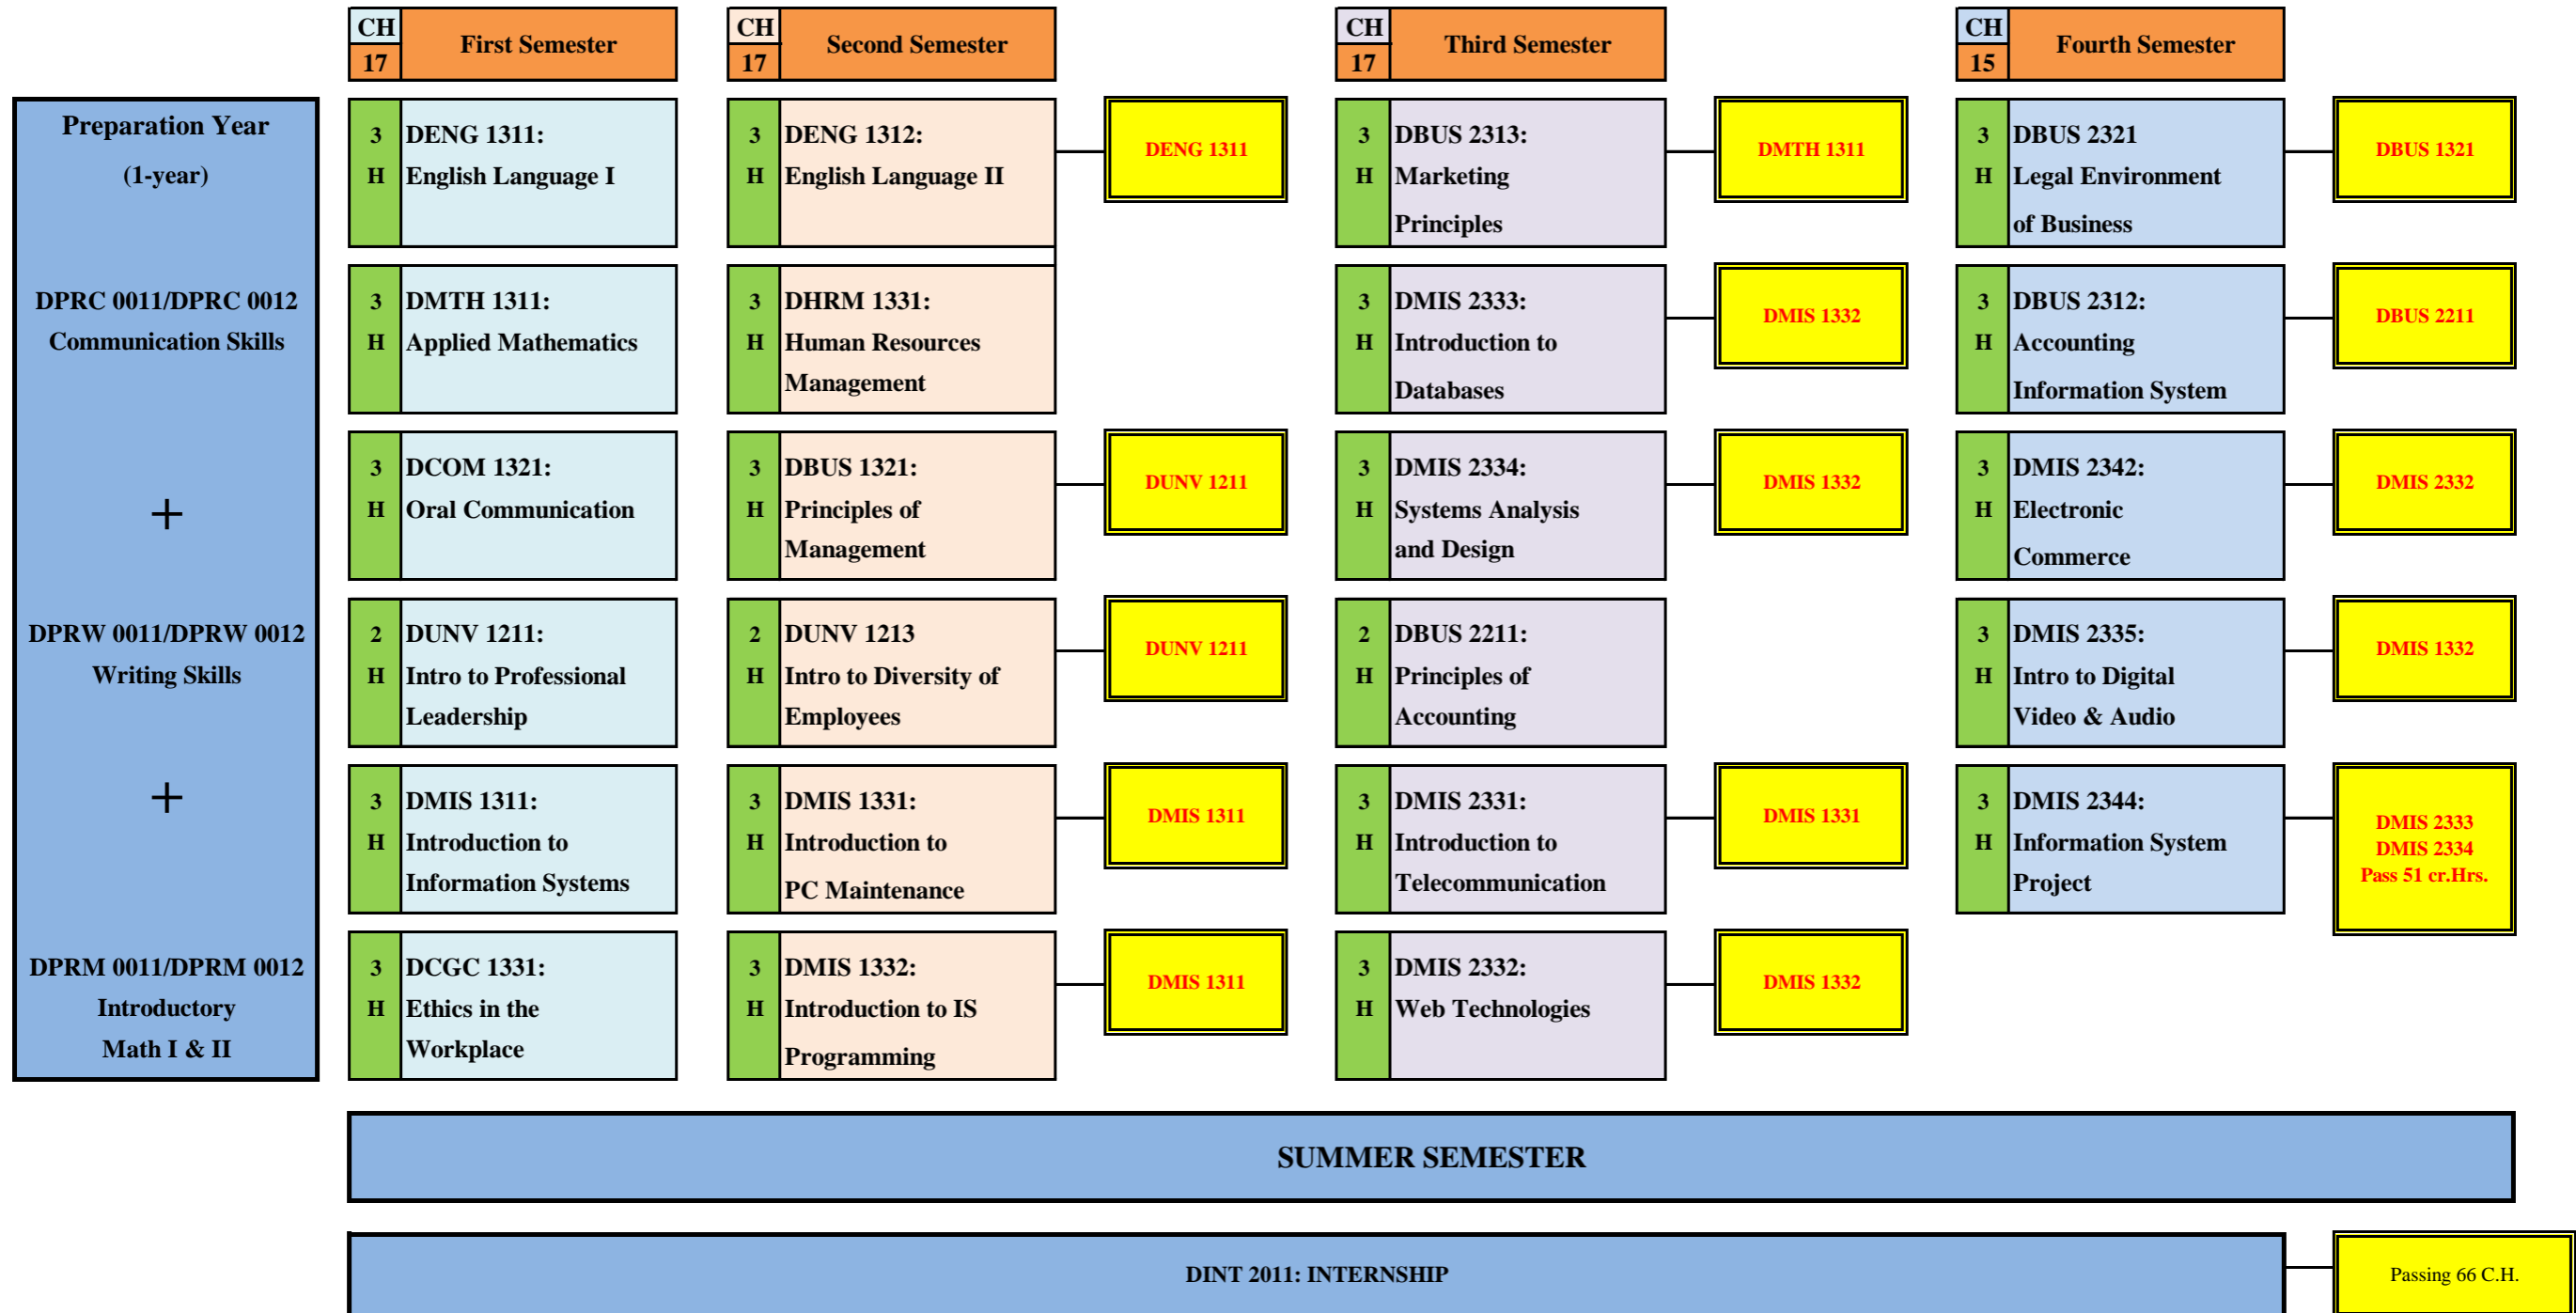 CH
17
First Semester
CH
17
Second Semester
CH
17
Third Semester
CH
15
Fourth Semester
Preparation Year
(1-year)
DPRC 0011/DPRC 0012
Communication Skills
+
DPRW 0011/DPRW 0012
Writing Skills
+
DPRM 0011/DPRM 0012
Introductory
Math I & II
3
H
DENG 1311:
English Language I
3
H
DMTH 1311:
Applied Mathematics
3
H
DCOM 1321:
Oral Communication
2
H
DUNV 1211:
Intro to Professional
Leadership
3
H
DMIS 1311:
Introduction to
Information Systems
3
H
DCGC 1331:
Ethics in the
Workplace
3
H
DENG 1312:
English Language II
DENG 1311
3
H
DHRM 1331:
Human Resources
Management
3
H
DBUS 1321:
Principles of
Management
DUNV 1211
2
H
DUNV 1213
Intro to Diversity of
Employees
DUNV 1211
3
H
DMIS 1331:
Introduction to
PC Maintenance
DMIS 1311
3
H
DMIS 1332:
Introduction to IS
Programming
DMIS 1311
3
H
DBUS 2313:
Marketing
Principles
DMTH 1311
3
H
DMIS 2333:
Introduction to
Databases
DMIS 1332
3
H
DMIS 2334:
Systems Analysis
and Design
DMIS 1332
2
H
DBUS 2211:
Principles of
Accounting
3
H
DMIS 2331:
Introduction to
Telecommunication
DMIS 1331
3
H
DMIS 2332:
Web Technologies
DMIS 1332
3
H
DBUS 2321
Legal Environment
of Business
DBUS 1321
3
H
DBUS 2312:
Accounting
Information System
DBUS 2211
3
H
DMIS 2342:
Electronic
Commerce
DMIS 2332
3
H
DMIS 2335:
Intro to Digital
Video & Audio
DMIS 1332
3
H
DMIS 2344:
Information System
Project
DMIS 2333
DMIS 2334
Pass 51 cr.Hrs.
SUMMER SEMESTER
DINT 2011: INTERNSHIP
Passing 66 C.H.